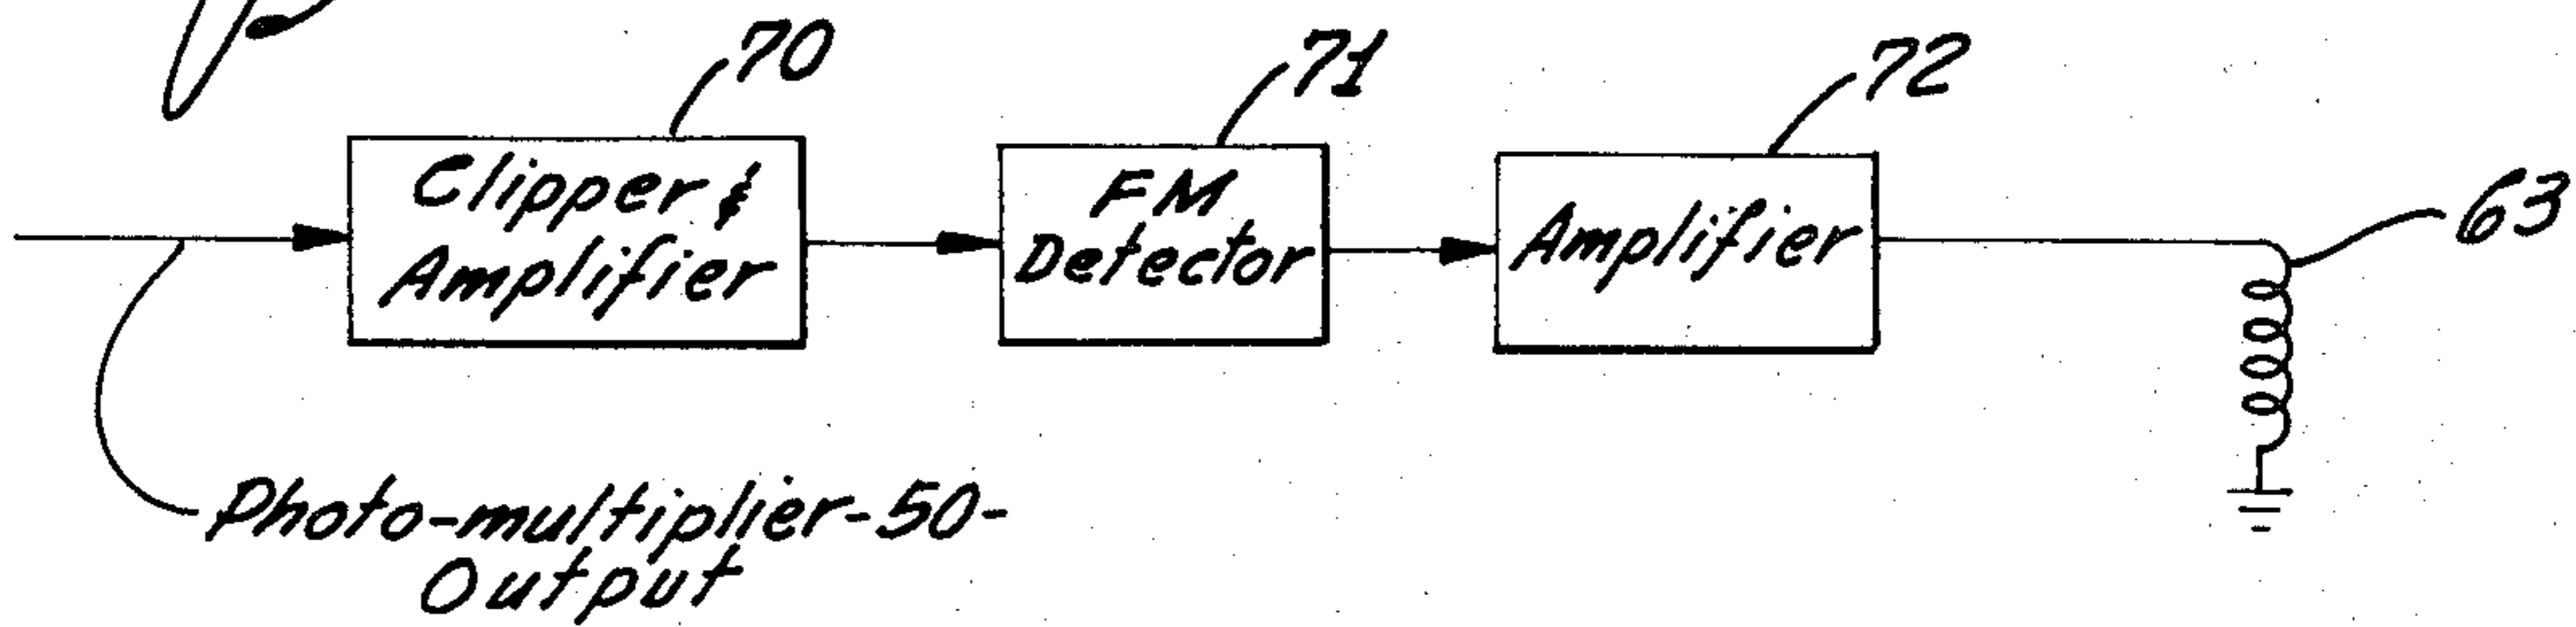 70
71
72
Clipper &
Amplifier
FM
Detector
Amplifier
63
Photo-multiplier-50-
Output